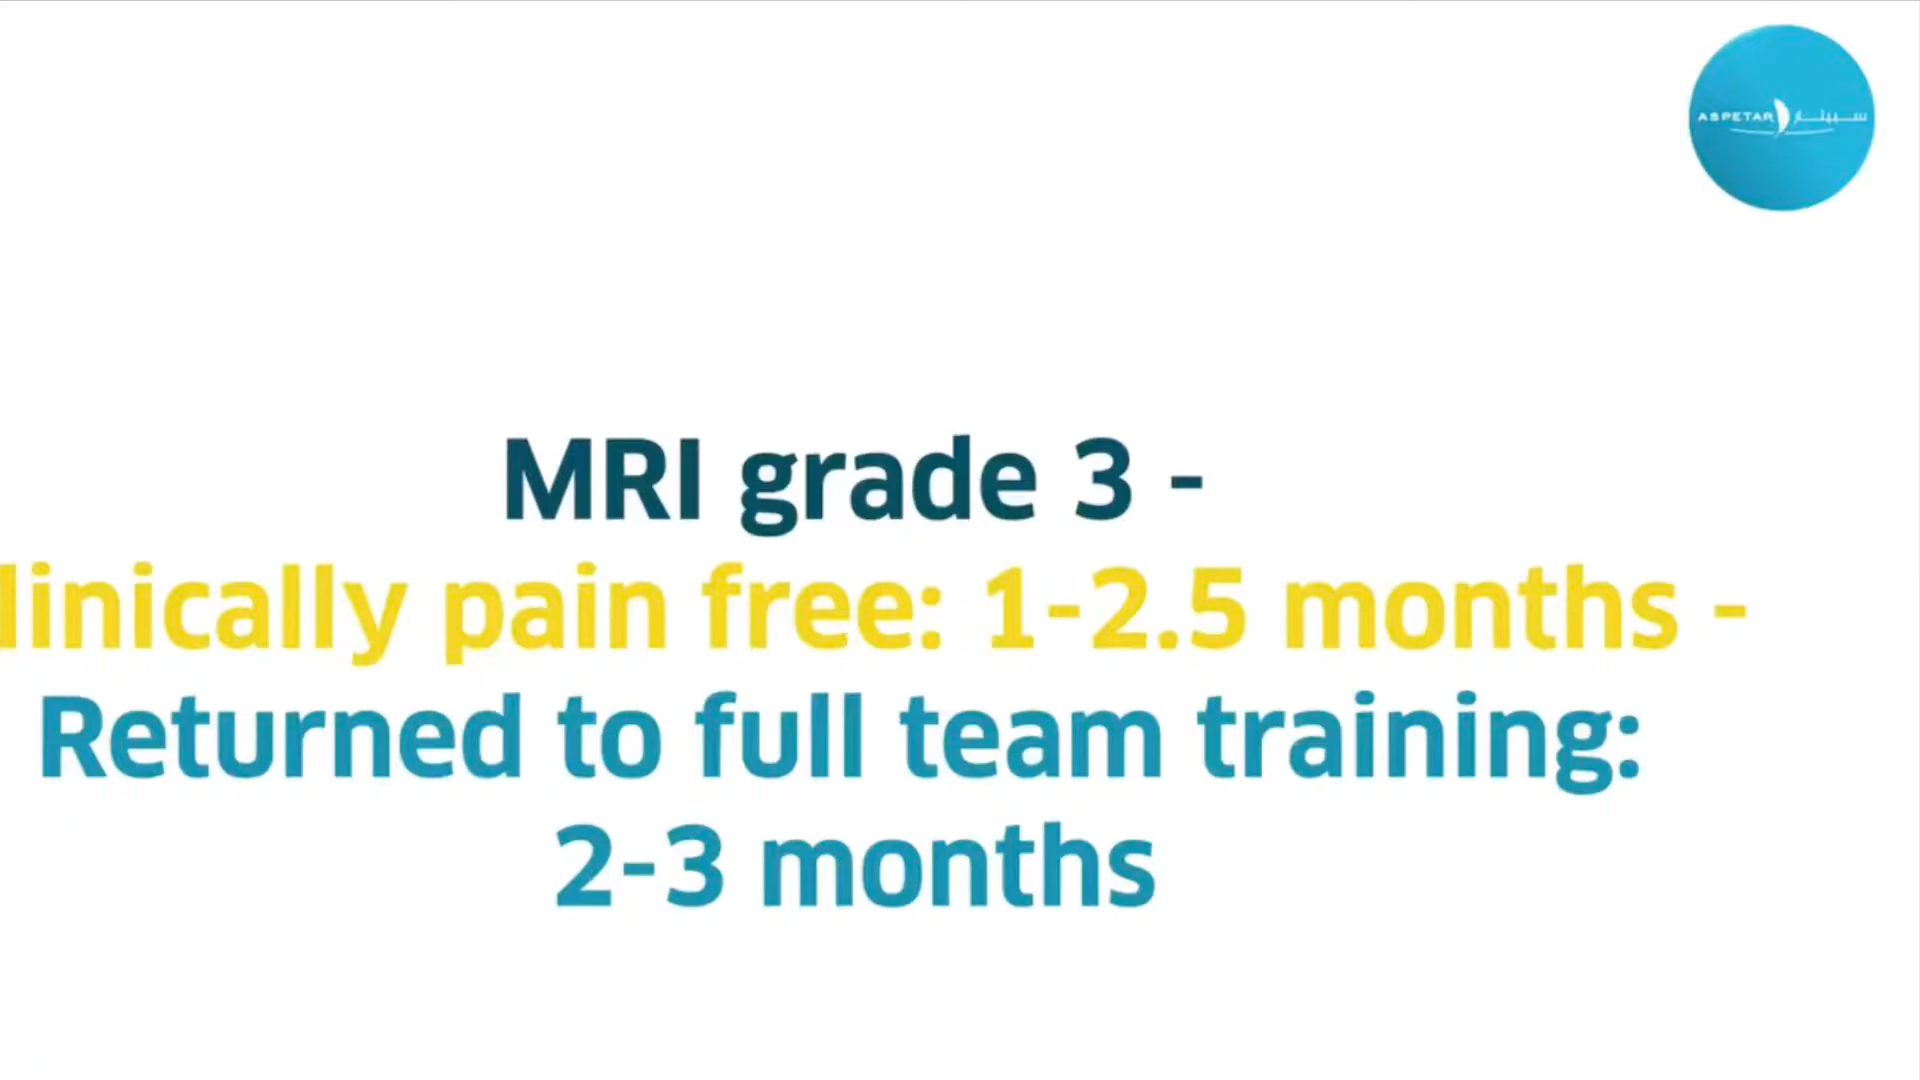 ASPETAR سبيتار
MRI grade 3 -
linically pain free: 1-2.5 months -
Returned to full team training:
2-3 months